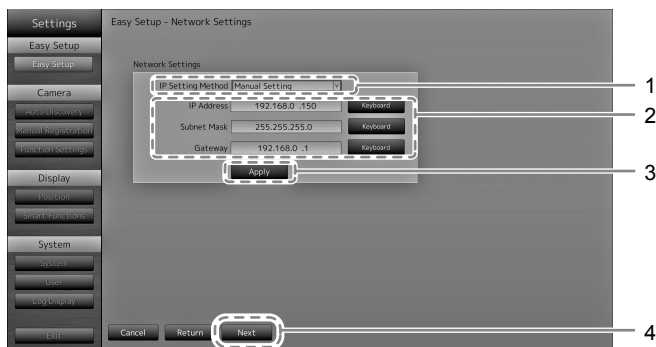 Settings
Easy Setup - Network Settings
Easy Setup
Easy Setup
Network Settings
IP Setting Method Manual Setting
1
Camera
IP Address 192.168.0 .150 Keyboard
2
Auto Discovery
Subnet Mask 255.255.255.0 Keyboard
Manual Registration
Function Settings
Gateway 192.168.0 .1 Keyboard
Apply
3
Display
Position
Smart Functions
System
System
User
Log Display
Exit
Cancel Return Next
4